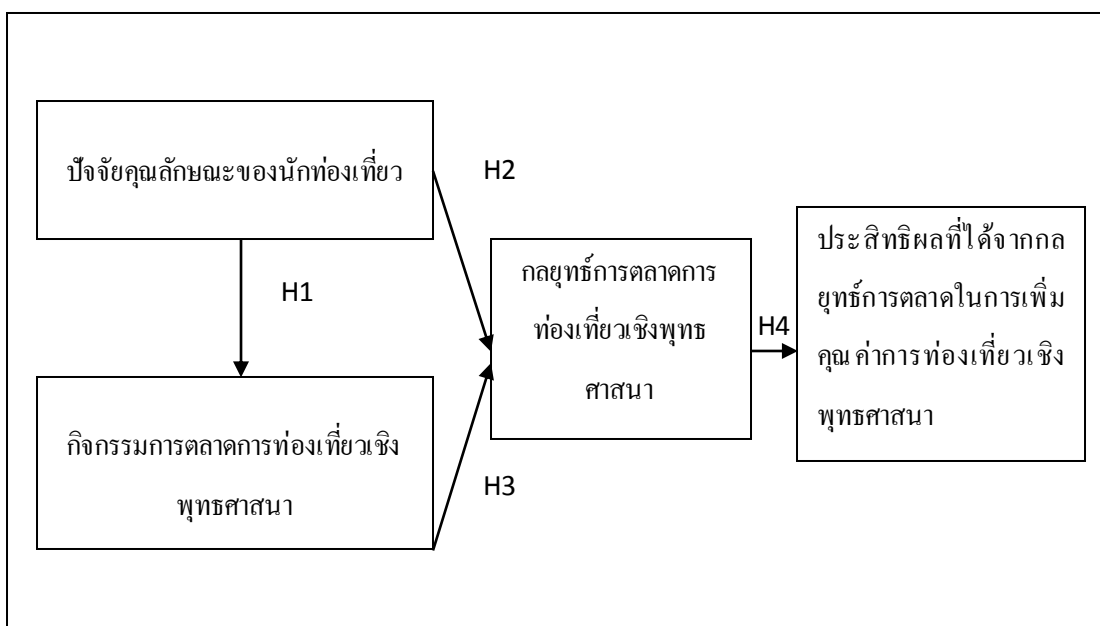 ปัจจัยคุณลักษณะของนักท่องเที่ยว
H2
H1
กลยุทธ์การตลาดการ
ท่องเที่ยวเชิงพุทธ
ศาสนา
H4
ประสิทธิผลที่ได้จากกล
ยุทธ์การตลาดในการเพิ่ม
คุณค่าการท่องเที่ยวเชิง
พุทธศาสนา
กิจกรรมการตลาดการท่องเที่ยวเชิง
พุทธศาสนา
H3